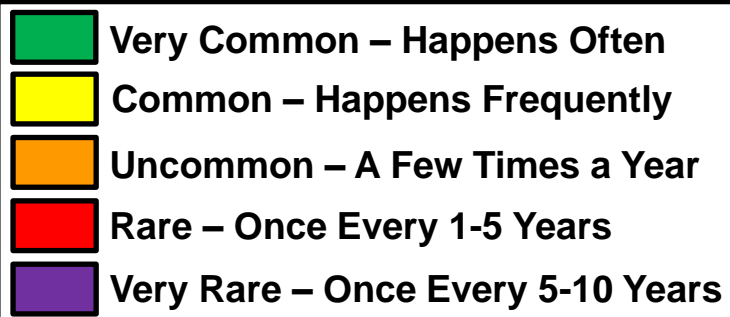 Very Common – Happens Often
Common – Happens Frequently
Uncommon – A Few Times a Year
Rare – Once Every 1-5 Years
Very Rare – Once Every 5-10 Years